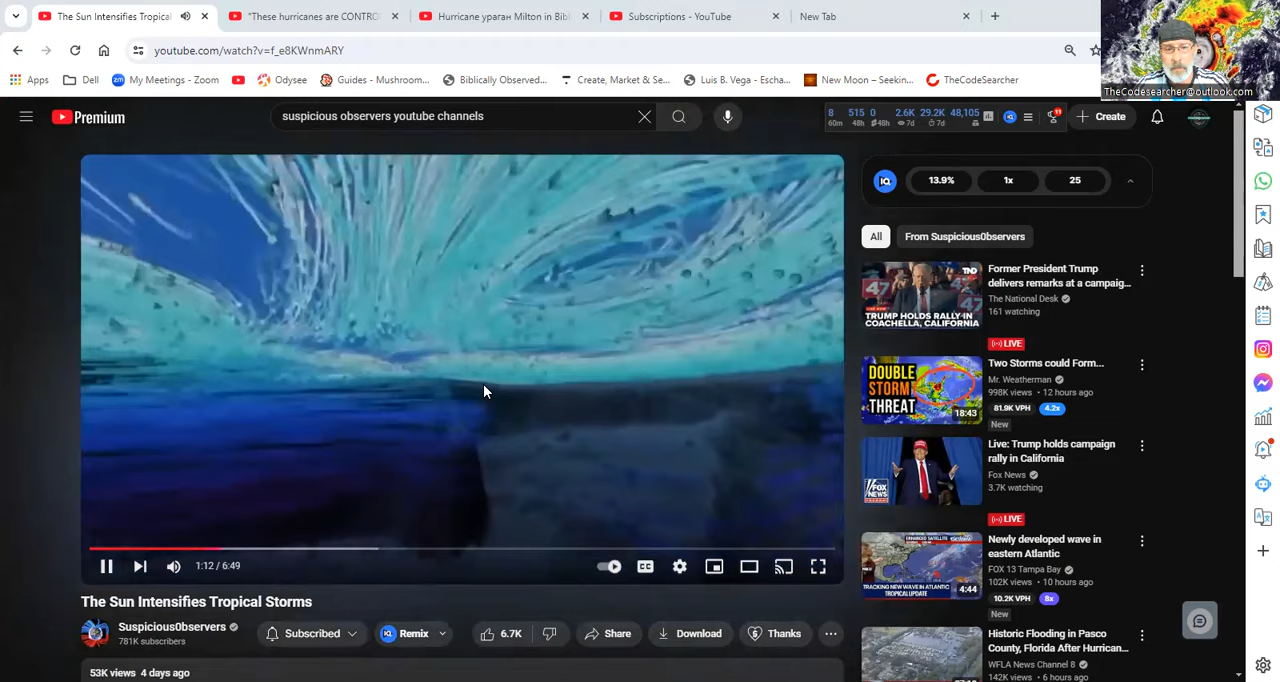 The Sun Intensifies Tropical
"These hurricanes are CONTRO
Hurricane ураган Milton in Bibl
Subscriptions - YouTube
New Tab
youtube.com/watch?v=f_e8KWnmARY
Apps
Dell
My Meetings - Zoom
Odysee
Guides - Mushroom...
Biblically Observed...
Create, Market & Se...
Luis B. Vega - Escha...
New Moon – Seekin...
TheCodeSearcher
TheCodesearcher@outlook.com
Premium
suspicious observers youtube channels
8 515 0 2.6K 29.2K 48,105
60m 48h 48h 7d 7d
Create
13.9%
1x
25
All
From Suspicious0bservers
TND
47
TRUMP HOLDS RALLY IN
COACHELLA, CALIFORNIA
Former President Trump
delivers remarks at a campaig...
The National Desk
161 watching
LIVE
DOUBLE
STORM
THREAT
18:43
Two Storms could Form...
Mr. Weatherman
998K views • 12 hours ago
81.9K VPH 4.2x
New
Live: Trump holds campaign
rally in California
Fox News
3.7K watching
LIVE
TRACKING NEW WAVE IN ATLANTIC
TROPICAL UPDATE
4:44
Newly developed wave in
eastern Atlantic
FOX 13 Tampa Bay
102K views • 10 hours ago
10.2K VPH 8x
New
Historic Flooding in Pasco
County, Florida After Hurrican...
WFLA News Channel 8
142K views • 6 hours ago
1:12 / 6:49
CC
The Sun Intensifies Tropical Storms
Suspicious0bservers
781K subscribers
Subscribed
Remix
6.7K
Share
Download
Thanks
53K views 4 days ago